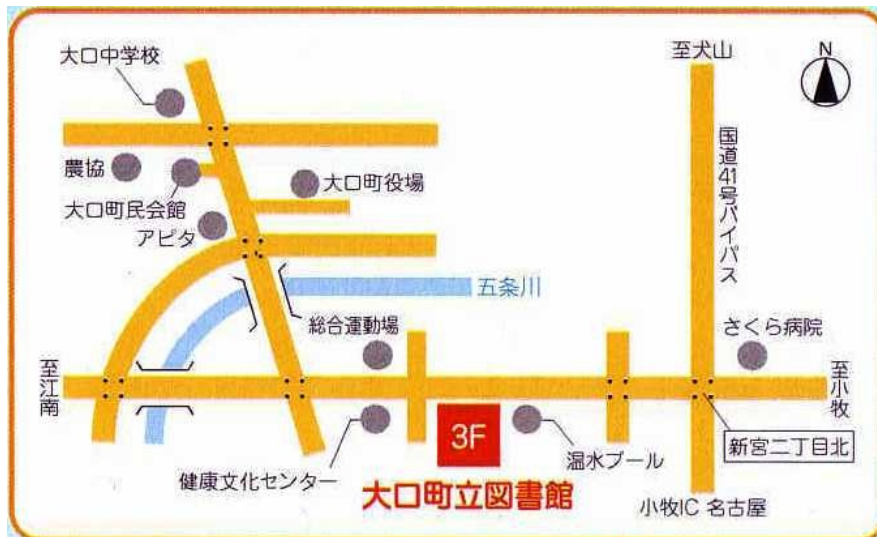 大口中学校
至犬山
N
国道41号バイパス
農協
大口町役場
大口町民会館
アピタ
五条川
総合運動場
さくら病院
至江南
至小牧
3F
新宮二丁目北
健康文化センター
温水プール
大口町立図書館
小牧IC 名古屋